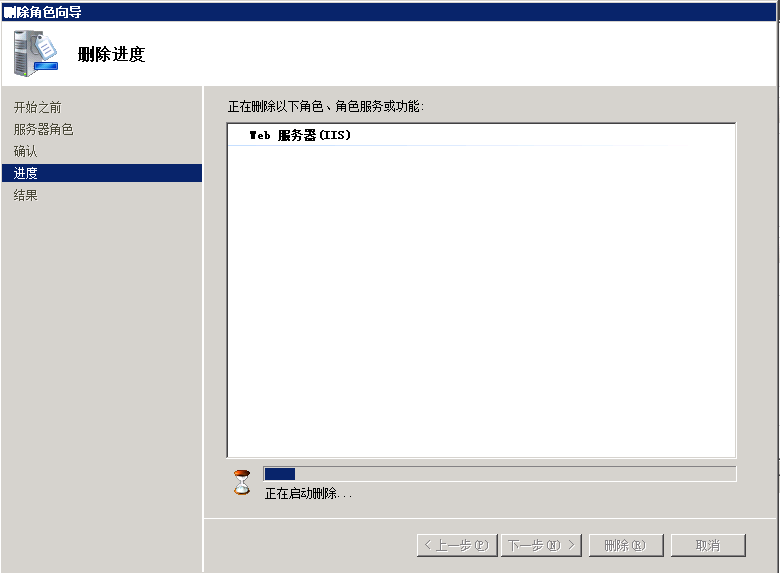 删除角色向导
删除进度
开始之前
服务器角色
确认
进度
结果
正在删除以下角色、角色服务或功能:
Web 服务器(IIS)
正在启动删除...
< 上一步(P)
下一步(N) >
删除(R)
取消